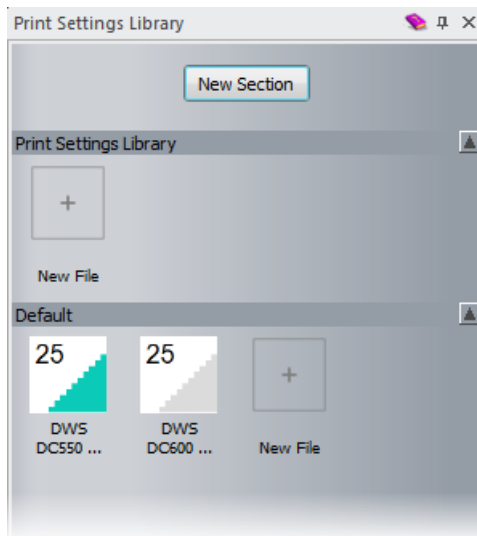 Print Settings Library
New Section
Print Settings Library
+
New File
Default
25
25
+
DWS
DC550 ...
DWS
DC600 ...
New File